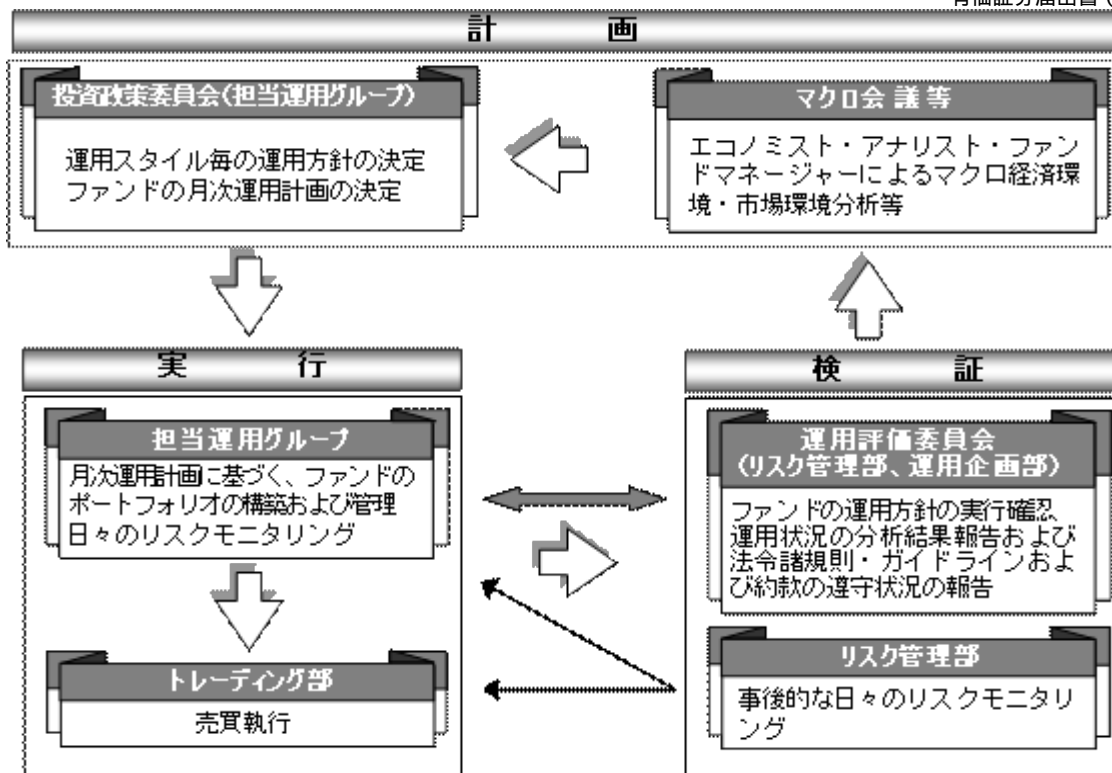 有価証券届出書（
計 画
投資政策委員会(担当運用グループ)
運用スタイル毎の運用方針の決定
ファンドの月次運用計画の決定
マクロ会議等
エコノミスト・アナリスト・ファン
ドマネージャーによるマクロ経済環
境・市場環境分析等
実 行
担当運用グループ
月次運用計画に基づく、ファンドの
ポートフォリオの構築および管理
日々のリスクモニタリング
トレーディング部
売買執行
検 証
運用評価委員会
(リスク管理部、運用企画部)
ファンドの運用方針の実行確認、
運用状況の分析結果報告および
法令諸規則・ガイドラインおよ
び約款の遵守状況の報告
リスク管理部
事後的な日々のリスクモニタリ
ング